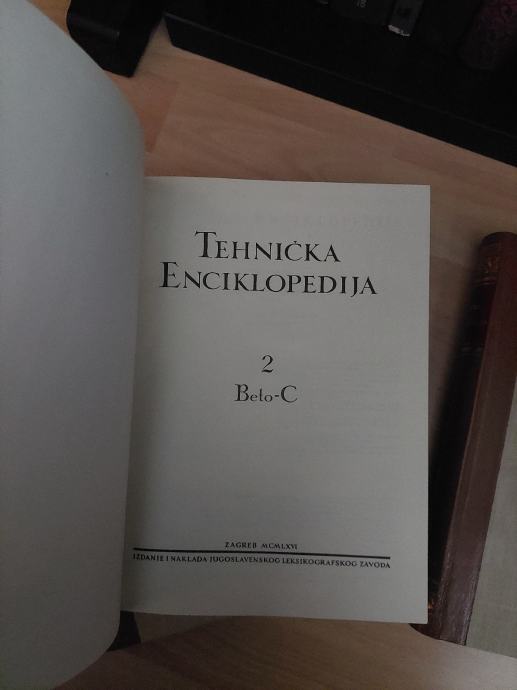 TEHNIČKA
ENCIKLOPEDIJA
2
Beto-C
ZAGREB MCMLXVI
IZDANJE I NAKLADA JUGOSLAVENSKOG LEKSIKOGRAFSKOG ZAVODA